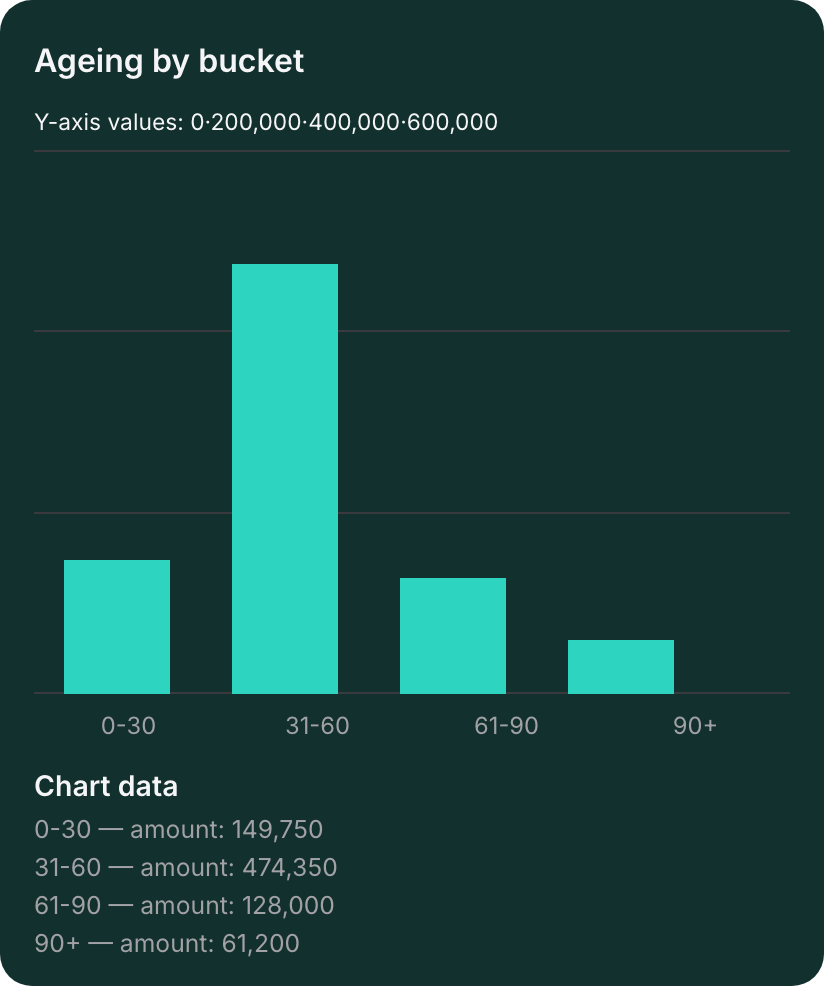 Ageing by bucket
Y-axis values: 0·200,000·400,000·600,000
0-30 31-60 61-90 90+
Chart data
0-30 — amount: 149,750
31-60 — amount: 474,350
61-90 — amount: 128,000
90+ — amount: 61,200